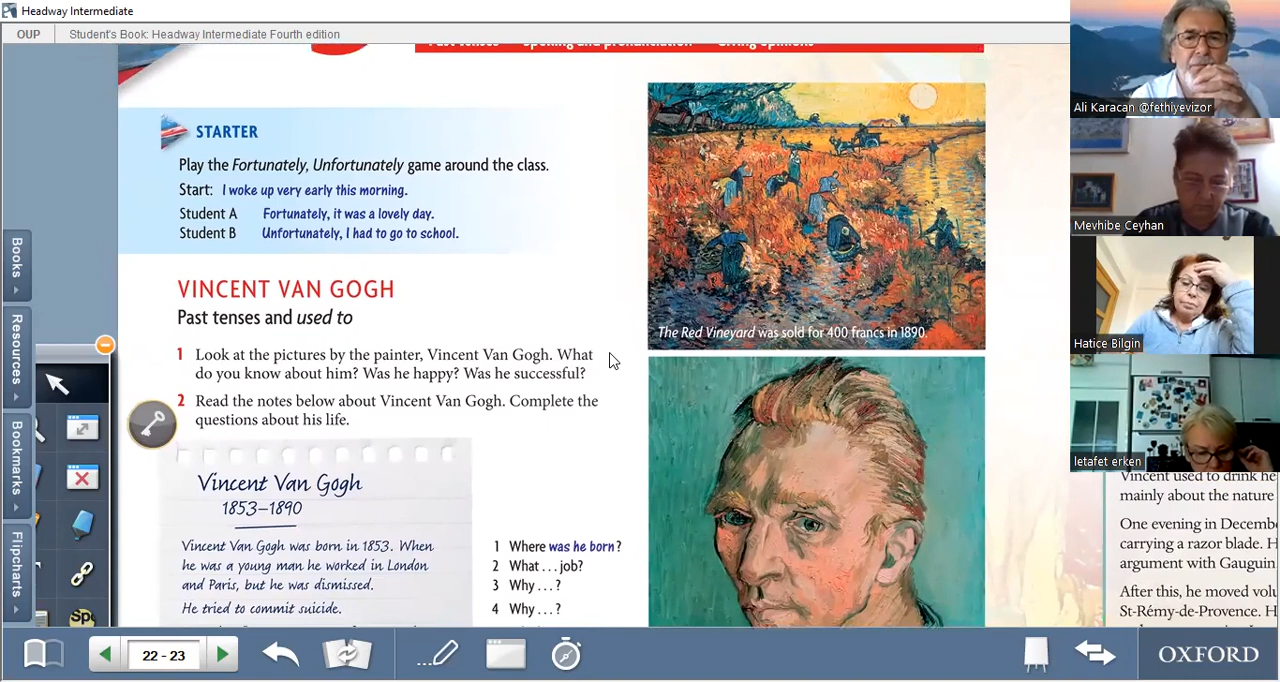 Headway Intermediate
OUP
Student's Book: Headway Intermediate Fourth edition
Past tenses Spelling and pronunciation Giving opinions
STARTER
Play the Fortunately, Unfortunately game around the class.
Start: I woke up very early this morning.
Student A Fortunately, it was a lovely day.
Student B Unfortunately, I had to go to school.
VINCENT VAN GOGH
Past tenses and used to
1 Look at the pictures by the painter, Vincent Van Gogh. What
do you know about him? Was he happy? Was he successful?
2 Read the notes below about Vincent Van Gogh. Complete the
questions about his life.
Vincent Van Gogh
1853–1890
Vincent Van Gogh was born in 1853. When
he was a young man he worked in London
and Paris, but he was dismissed.
He tried to commit suicide.
1 Where was he born?
2 What ... job?
3 Why ... ?
4 Why ... ?
The Red Vineyard was sold for 400 francs in 1890.
Ali Karacan @fethiyevizor
Mevhibe Ceyhan
Hatice Bilgin
letafet erken
Vincent used to drink he
mainly about the nature
One evening in Decembe
carrying a razor blade. H
argument with Gauguin
After this, he moved volu
St-Rémy-de-Provence. H
Books
Resources
Bookmarks
Flipcharts
Sp
22 - 23
OXFORD